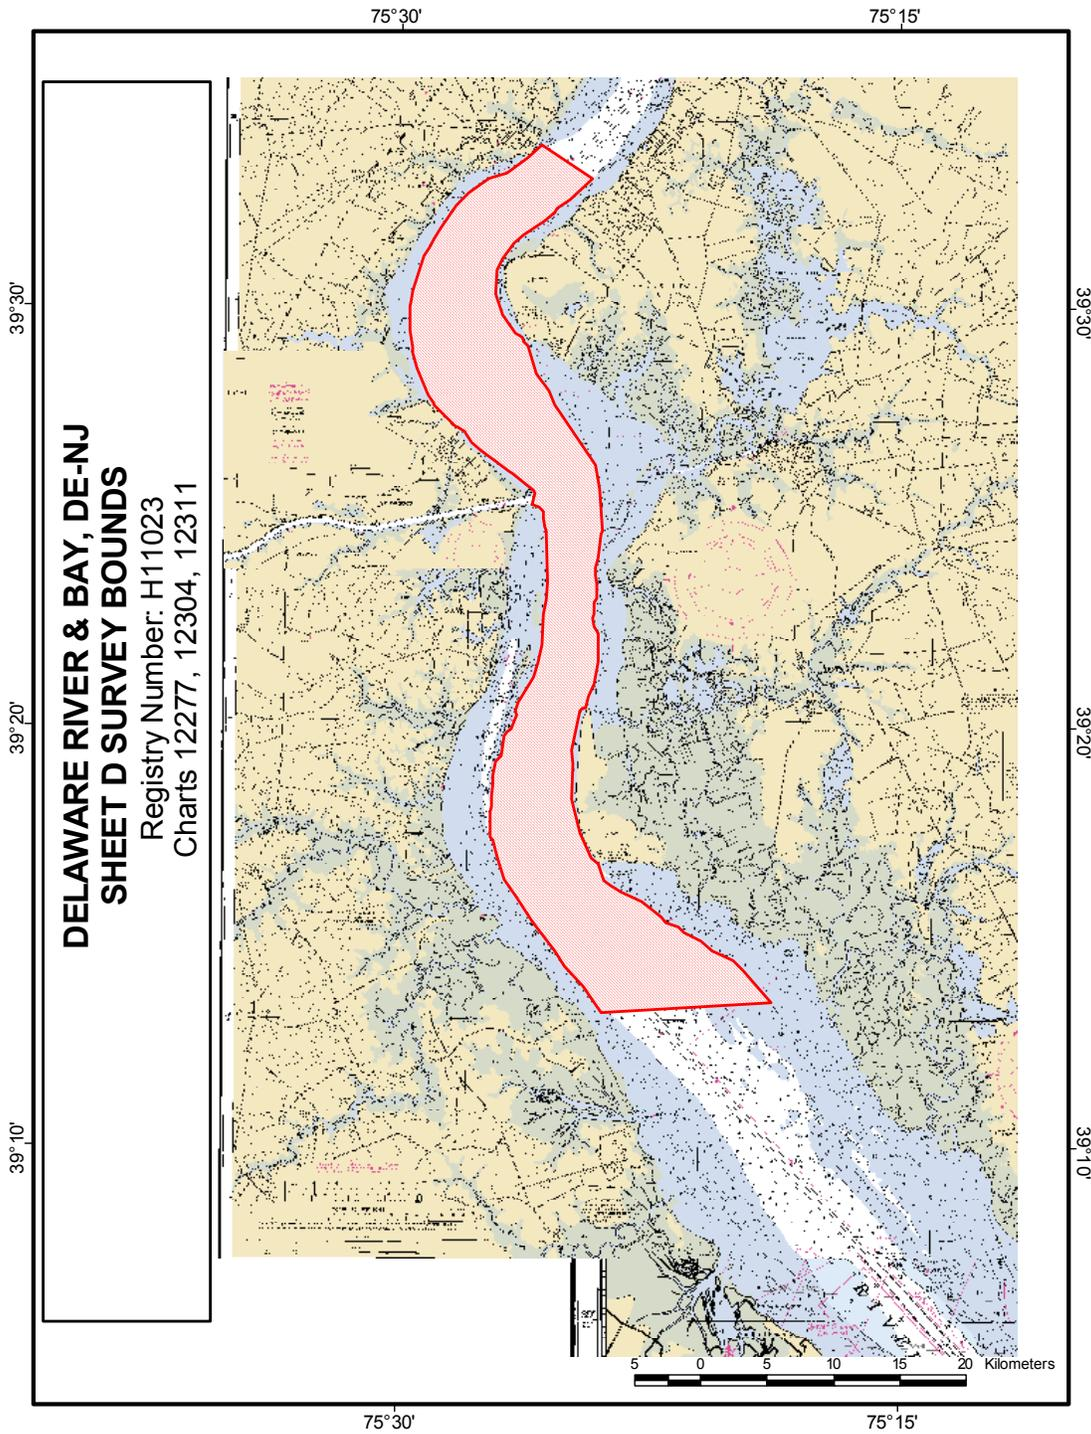 75°30'
75°15'
DELAWARE RIVER & BAY, DE-NJ
SHEET D SURVEY BOUNDS
Registry Number: H11023
Charts 12277, 12304, 12311
39°30'
39°30'
39°20'
39°20'
39°10'
39°10'
5 0 5 10 15 20 Kilometers
75°30'
75°15'